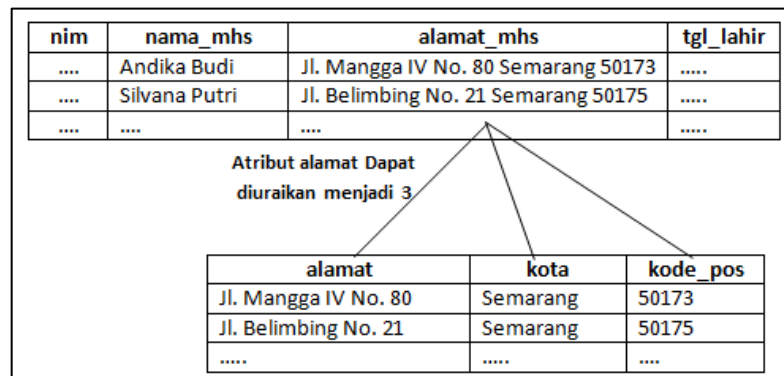 nim nama_mhs alamat_mhs tgl_lahir
.... Andika Budi Jl. Mangga IV No. 80 Semarang 50173 .....
.... Silvana Putri Jl. Belimbing No. 21 Semarang 50175 .....
.... .... .... .....
Atribut alamat Dapat
diuraikan menjadi 3
alamat kota kode_pos
Jl. Mangga IV No. 80 Semarang 50173
Jl. Belimbing No. 21 Semarang 50175
..... ..... ....